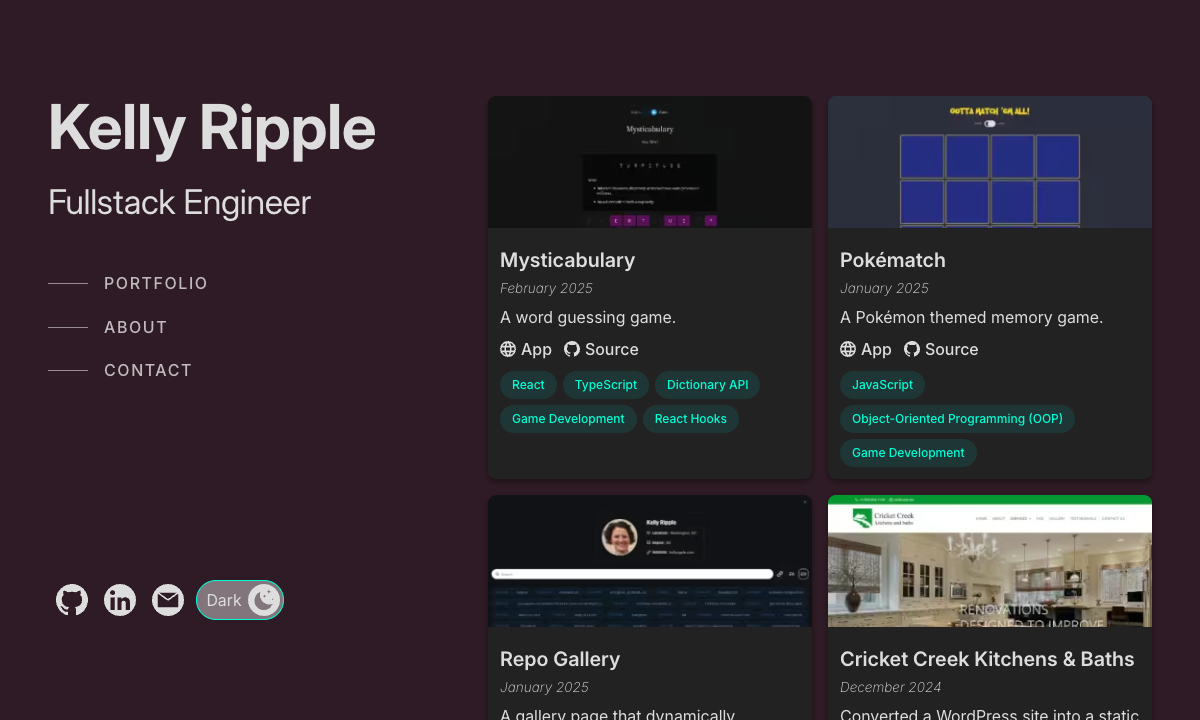 Kelly Ripple
Fullstack Engineer
PORTFOLIO
ABOUT
CONTACT
Dark
Mysticabulary
Mysticabulary
February 2025
A word guessing game.
App
Source
React
TypeScript
Dictionary API
Game Development
React Hooks
GOTTA MATCH 'EM ALL!
Pokématch
January 2025
A Pokémon themed memory game.
App
Source
JavaScript
Object-Oriented Programming (OOP)
Game Development
Kelly Ripple
Repo Gallery
January 2025
A gallery page that dynamically
Cricket Creek
Kitchens and Baths
RENOVATIONS
DESIGNED TO IMPROVE
Cricket Creek Kitchens & Baths
December 2024
Converted a WordPress site into a static